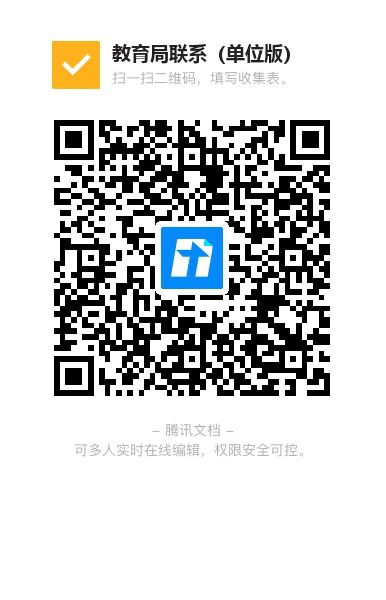 教育局联系（单位版）
扫一扫二维码，填写收集表。
– 腾讯文档 –
可多人实时在线编辑，权限安全可控。